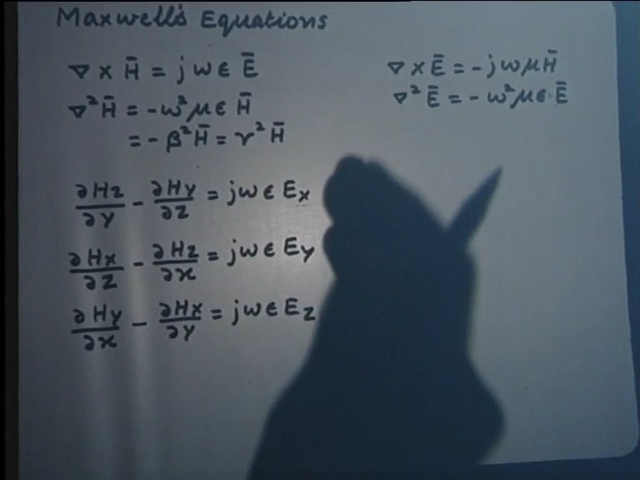 Maxwell's Equations
∇ × H̄ = jωϵ Ē
∇²H̄ = -ω²μϵ H̄
= -β²H̄ = γ²H̄
∇ × Ē = -jωμH̄
∇²Ē = -ω²μϵ Ē
∂Hz/∂y - ∂Hy/∂z = jωϵ Ex
∂Hx/∂z - ∂Hz/∂x = jωϵ Ey
∂Hy/∂x - ∂Hx/∂y = jωϵ Ez